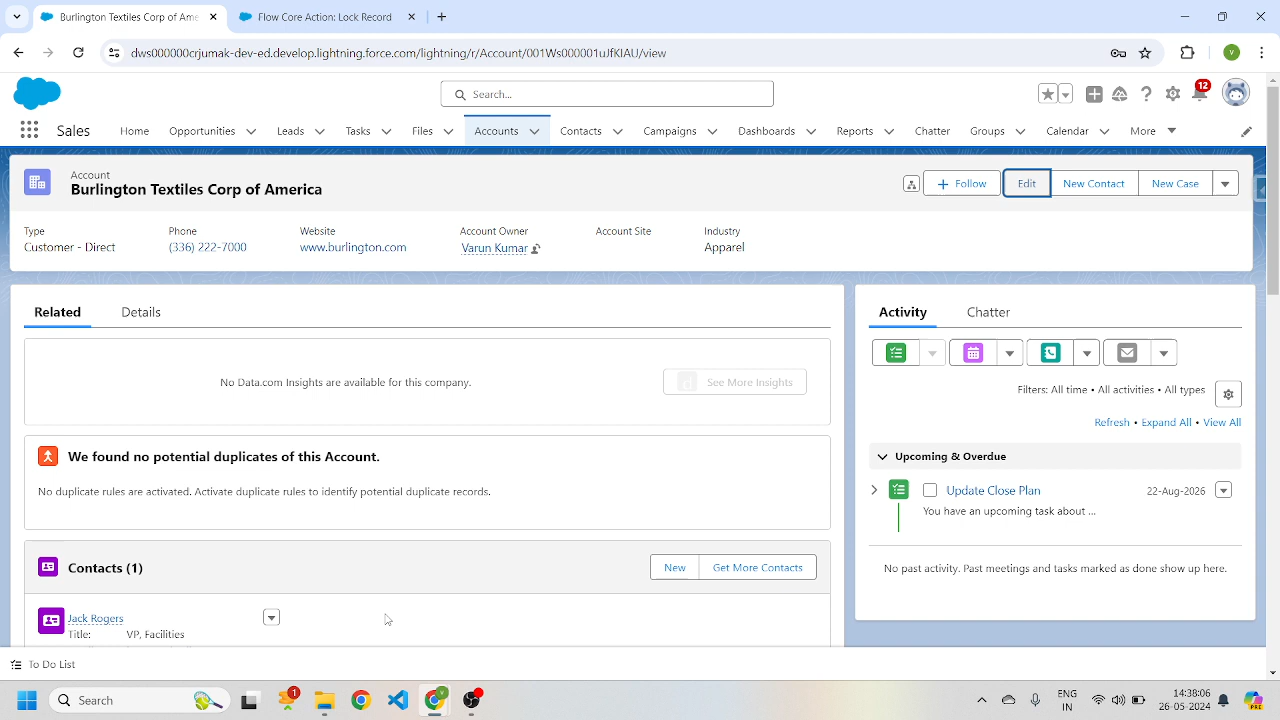 Burlington Textiles Corp of Am
Flow Corp Action: Lock Record
dws000000crjumak-dev-ed.develop.lightning.force.com/lightning/r/Account/001Ws000001uJfKIAU/view
V
Search...
12
Sales
Home
Opportunities
Leads
Tasks
Files
Accounts
Contacts
Campaigns
Dashboards
Reports
Chatter
Groups
Calendar
More
Account
Burlington Textiles Corp of America
Follow
Edit
New Contact
New Case
Type
Phone
Website
Account Owner
Account Site
Industry
Customer - Direct
(336) 222-7000
www.burlington.com
Varun Kumar
Apparel
Related
Details
No Data.com Insights are available for this company.
See More Insights
We found no potential duplicates of this Account.
No duplicate rules are activated. Activate duplicate rules to identify potential duplicate records.
Contacts (1)
New
Get More Contacts
Jack Rogers
Title: VP, Facilities
Activity
Chatter
Filters: All time • All activities • All types
Refresh • Expand All • View All
Upcoming & Overdue
Update Close Plan
22-Aug-2026
You have an upcoming task about ...
No past activity. Past meetings and tasks marked as done show up here.
To Do List
Search
1
V
ENG
IN
14:38:06
26-05-2024
PRE